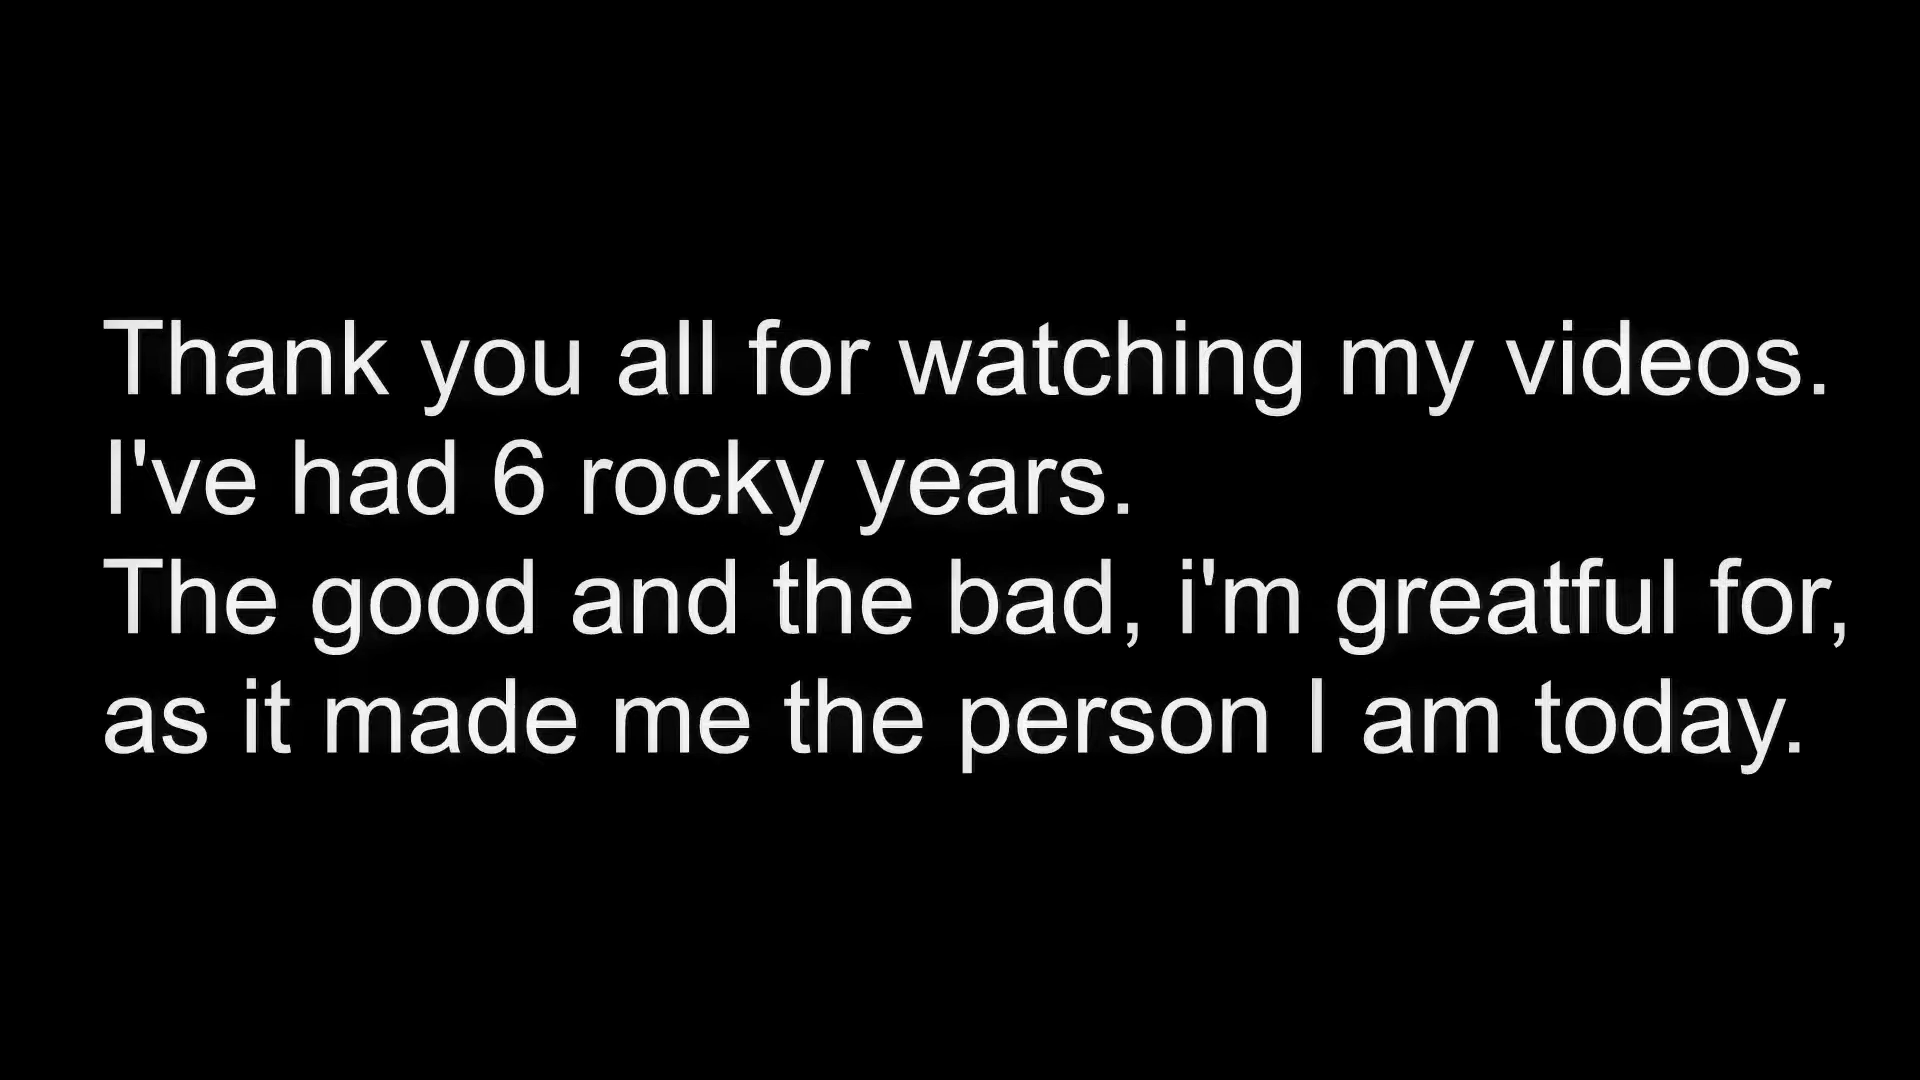 Thank you all for watching my videos.
I've had 6 rocky years.
The good and the bad, i'm greatful for,
as it made me the person I am today.